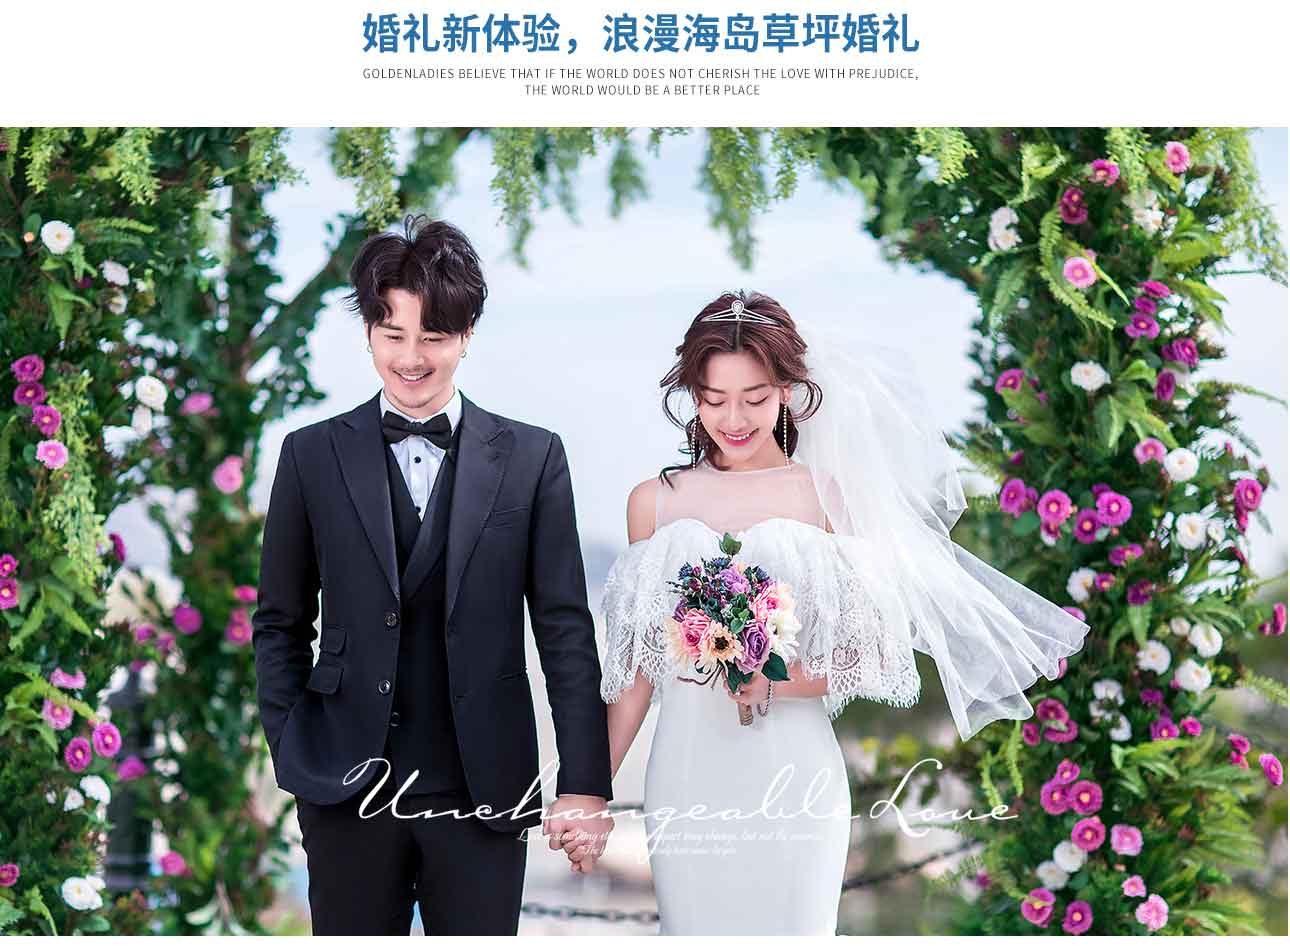 婚礼新体验，浪漫海岛草坪婚礼
GOLDENLADIES BELIEVE THAT IF THE WORLD DOES NOT CHERISH THE LOVE WITH PREJUDICE,
THE WORLD WOULD BE A BETTER PLACE
Unchangeable Love